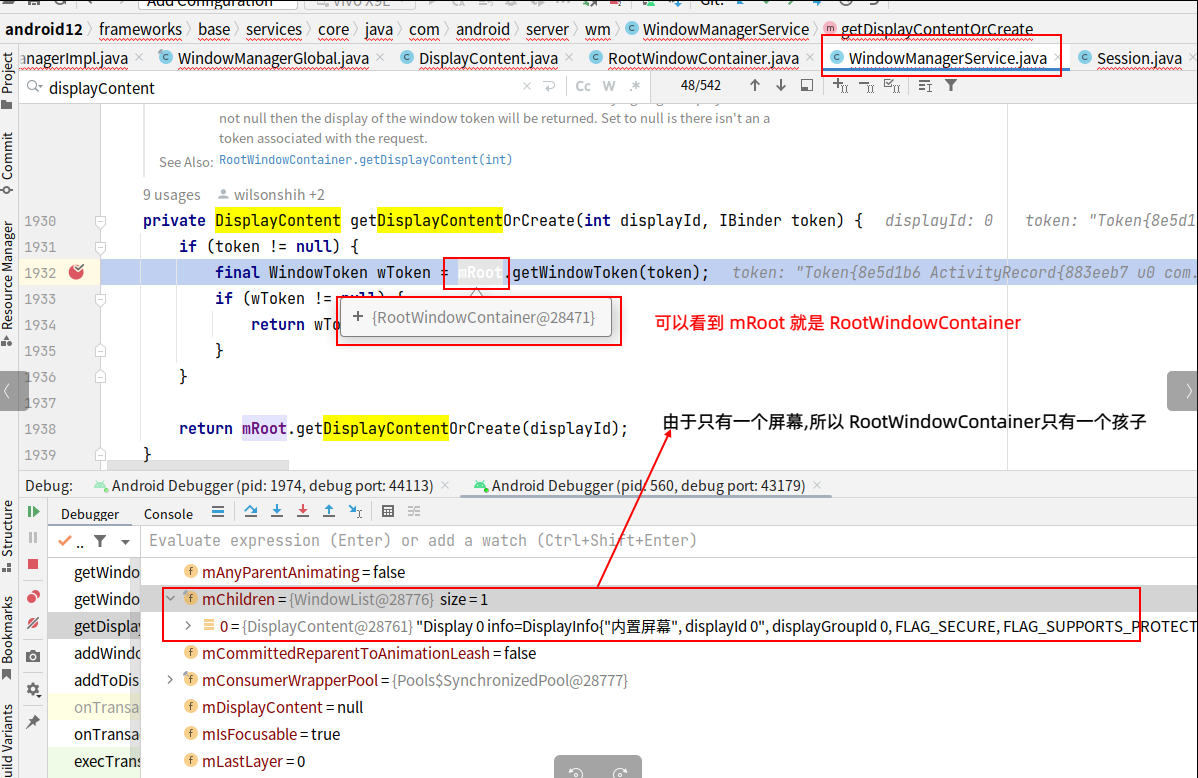 Add Configuration...
vivo X9L
Git:
android12 〉 frameworks 〉 base 〉 services 〉 core 〉 java 〉 com 〉 android 〉 server 〉 wm 〉 WindowManagerService 〉 getDisplayContentOrCreate
anagerImpl.java × WindowManagerGlobal.java × DisplayContent.java × RootWindowContainer.java × WindowManagerService.java × Session.java ×
displayContent × Cc W .* 48/542
not null then the display of the window token will be returned. Set to null is there isn't an a
token associated with the request.
See Also: RootWindowContainer.getDisplayContent(int)
9 usages wilsonshih +2
1930 private DisplayContent getDisplayContentOrCreate(int displayId, IBinder token) { displayId: 0 token: "Token{8e5d1
1931 if (token != null) {
1932 final WindowToken wToken = mRoot.getWindowToken(token); token: "Token{8e5d1b6 ActivityRecord{883eeb7 u0 com.
1933 if (wToken != null) {
+ {RootWindowContainer@28471}
可以看到 mRoot 就是 RootWindowContainer
1934 return wTo
1935 }
1936 }
1937
由于只有一个屏幕,所以 RootWindowContainer只有一个孩子
1938 return mRoot.getDisplayContentOrCreate(displayId);
1939 }
Debug: Android Debugger (pid: 1974, debug port: 44113) × Android Debugger (pid: 560, debug port: 43179) ×
Debugger Console
Evaluate expression (Enter) or add a watch (Ctrl+Shift+Enter)
getWindo
getWindo
getDisplay
addWindo
addToDis
onTransa
onTransa
execTrans
mAnyParentAnimating = false
mChildren = {WindowList@28776} size = 1
0 = {DisplayContent@28761} "Display 0 info=DisplayInfo{"内置屏幕", displayId 0", displayGroupId 0, FLAG_SECURE, FLAG_SUPPORTS_PROTECT
mCommittedReparentToAnimationLeash = false
mConsumerWrapperPool = {Pools$SynchronizedPool@28777}
mDisplayContent = null
mIsFocusable = true
mLastLayer = 0
Project
Commit
Resource Manager
Structure
Bookmarks
uild Variants